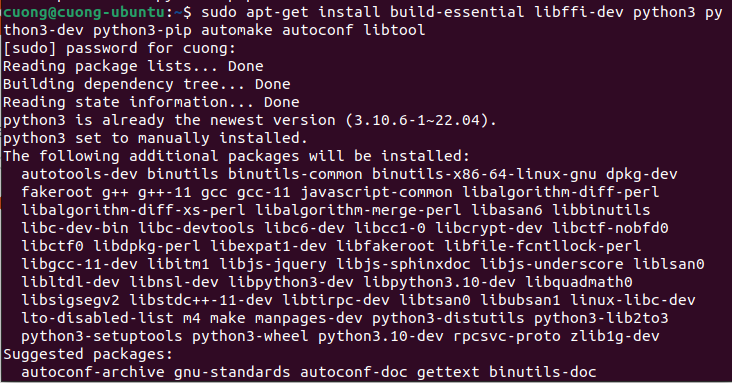 cuong@cuong-ubuntu:~$ sudo apt-get install build-essential libffi-dev python3 py
thon3-dev python3-pip automake autoconf libtool
[sudo] password for cuong:
Reading package lists... Done
Building dependency tree... Done
Reading state information... Done
python3 is already the newest version (3.10.6-1~22.04).
python3 set to manually installed.
The following additional packages will be installed:
  autotools-dev binutils binutils-common binutils-x86-64-linux-gnu dpkg-dev
  fakeroot g++ g++-11 gcc gcc-11 javascript-common libalgorithm-diff-perl
  libalgorithm-diff-xs-perl libalgorithm-merge-perl libasan6 libbinutils
  libc-dev-bin libc-devtools libc6-dev libcc1-0 libcrypt-dev libctf-nobfd0
  libctf0 libdpkg-perl libexpat1-dev libfakeroot libfile-fcntllock-perl
  libgcc-11-dev libitm1 libjs-jquery libjs-sphinxdoc libjs-underscore liblsan0
  libltdl-dev libnsl-dev libpython3-dev libpython3.10-dev libquadmath0
  libsigsegv2 libstdc++-11-dev libtirpc-dev libtsan0 libubsan1 linux-libc-dev
  lto-disabled-list m4 make manpages-dev python3-distutils python3-lib2to3
  python3-setuptools python3-wheel python3.10-dev rpcsvc-proto zlib1g-dev
Suggested packages:
  autoconf-archive gnu-standards autoconf-doc gettext binutils-doc